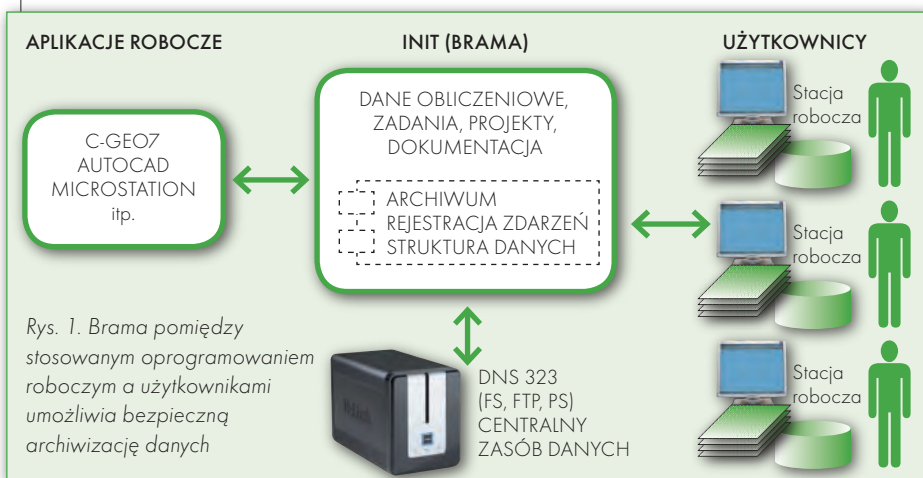 APLIKACJE ROBOCZE
INIT (BRAMA)
UŻYTKOWNICY
C-GEO7
AUTOCAD
MICROSTATION
itp.
DANE OBLICZENIOWE,
ZADANIA, PROJEKTY,
DOKUMENTACJA
ARCHIWUM
REJESTRACJA ZDARZEŃ
STRUKTURA DANYCH
Stacja
robocza
Stacja
robocza
Stacja
robocza
Rys. 1. Brama pomiędzy
stosowanym oprogramowaniem
roboczym a użytkownikami
umożliwia bezpieczną
archiwizację danych
D-Link
DNS 323
(FS, FTP, PS)
CENTRALNY
ZASÓB DANYCH